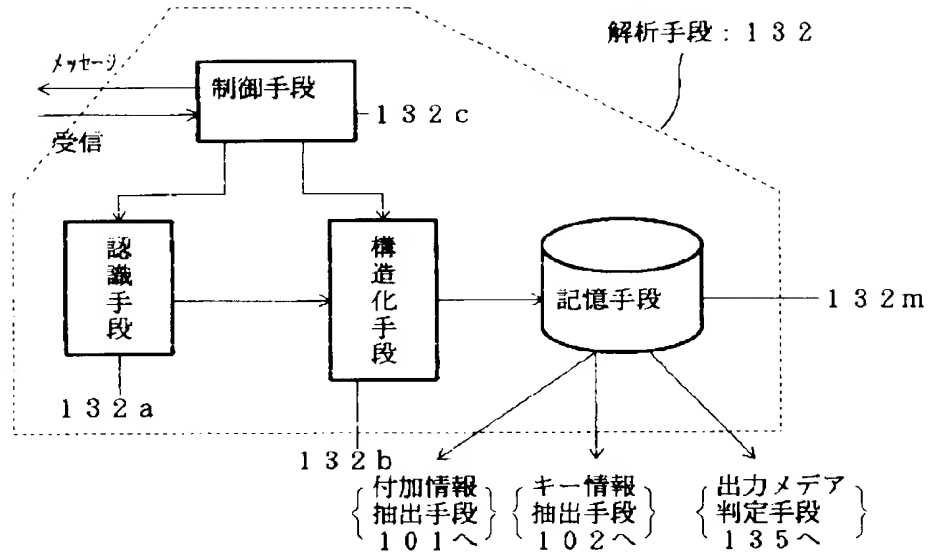 解析手段：１３２
メッセージ
制御手段
１３２ｃ
受信
認識手段
構造化手段
記憶手段
１３２ｍ
１３２ａ
１３２ｂ
付加情報
抽出手段
１０１へ
キー情報
抽出手段
１０２へ
出力メデア
判定手段
１３５へ